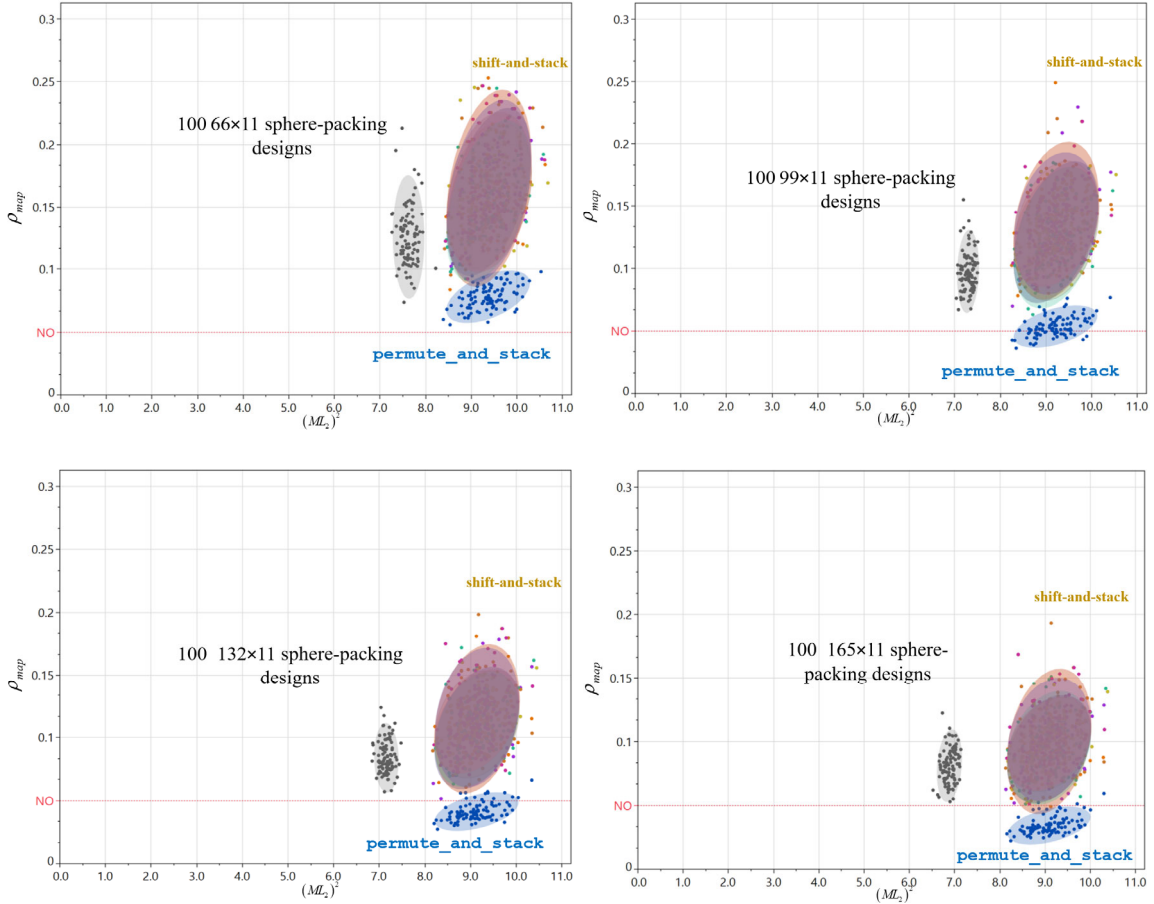 0.3
shift-and-stack
0.25
100 66×11 sphere-packing
designs
0.2
ρmap
0.15
0.1
NO
permute_and_stack
0
0.0 1.0 2.0 3.0 4.0 5.0 6.0 7.0 8.0 9.0 10.0 11.0
(ML₂)²
0.3
shift-and-stack
0.25
0.2
100 99×11 sphere-packing
designs
ρmap
0.15
0.1
NO
permute_and_stack
0
0.0 1.0 2.0 3.0 4.0 5.0 6.0 7.0 8.0 9.0 10.0 11.0
(ML₂)²
0.3
0.25
shift-and-stack
0.2
100 132×11 sphere-packing
designs
ρmap
0.15
0.1
NO
permute_and_stack
0
0.0 1.0 2.0 3.0 4.0 5.0 6.0 7.0 8.0 9.0 10.0 11.0
(ML₂)²
0.3
0.25
shift-and-stack
0.2
100 165×11 sphere-
packing designs
ρmap
0.15
0.1
NO
permute_and_stack
0
0.0 1.0 2.0 3.0 4.0 5.0 6.0 7.0 8.0 9.0 10.0 11.0
(ML₂)²